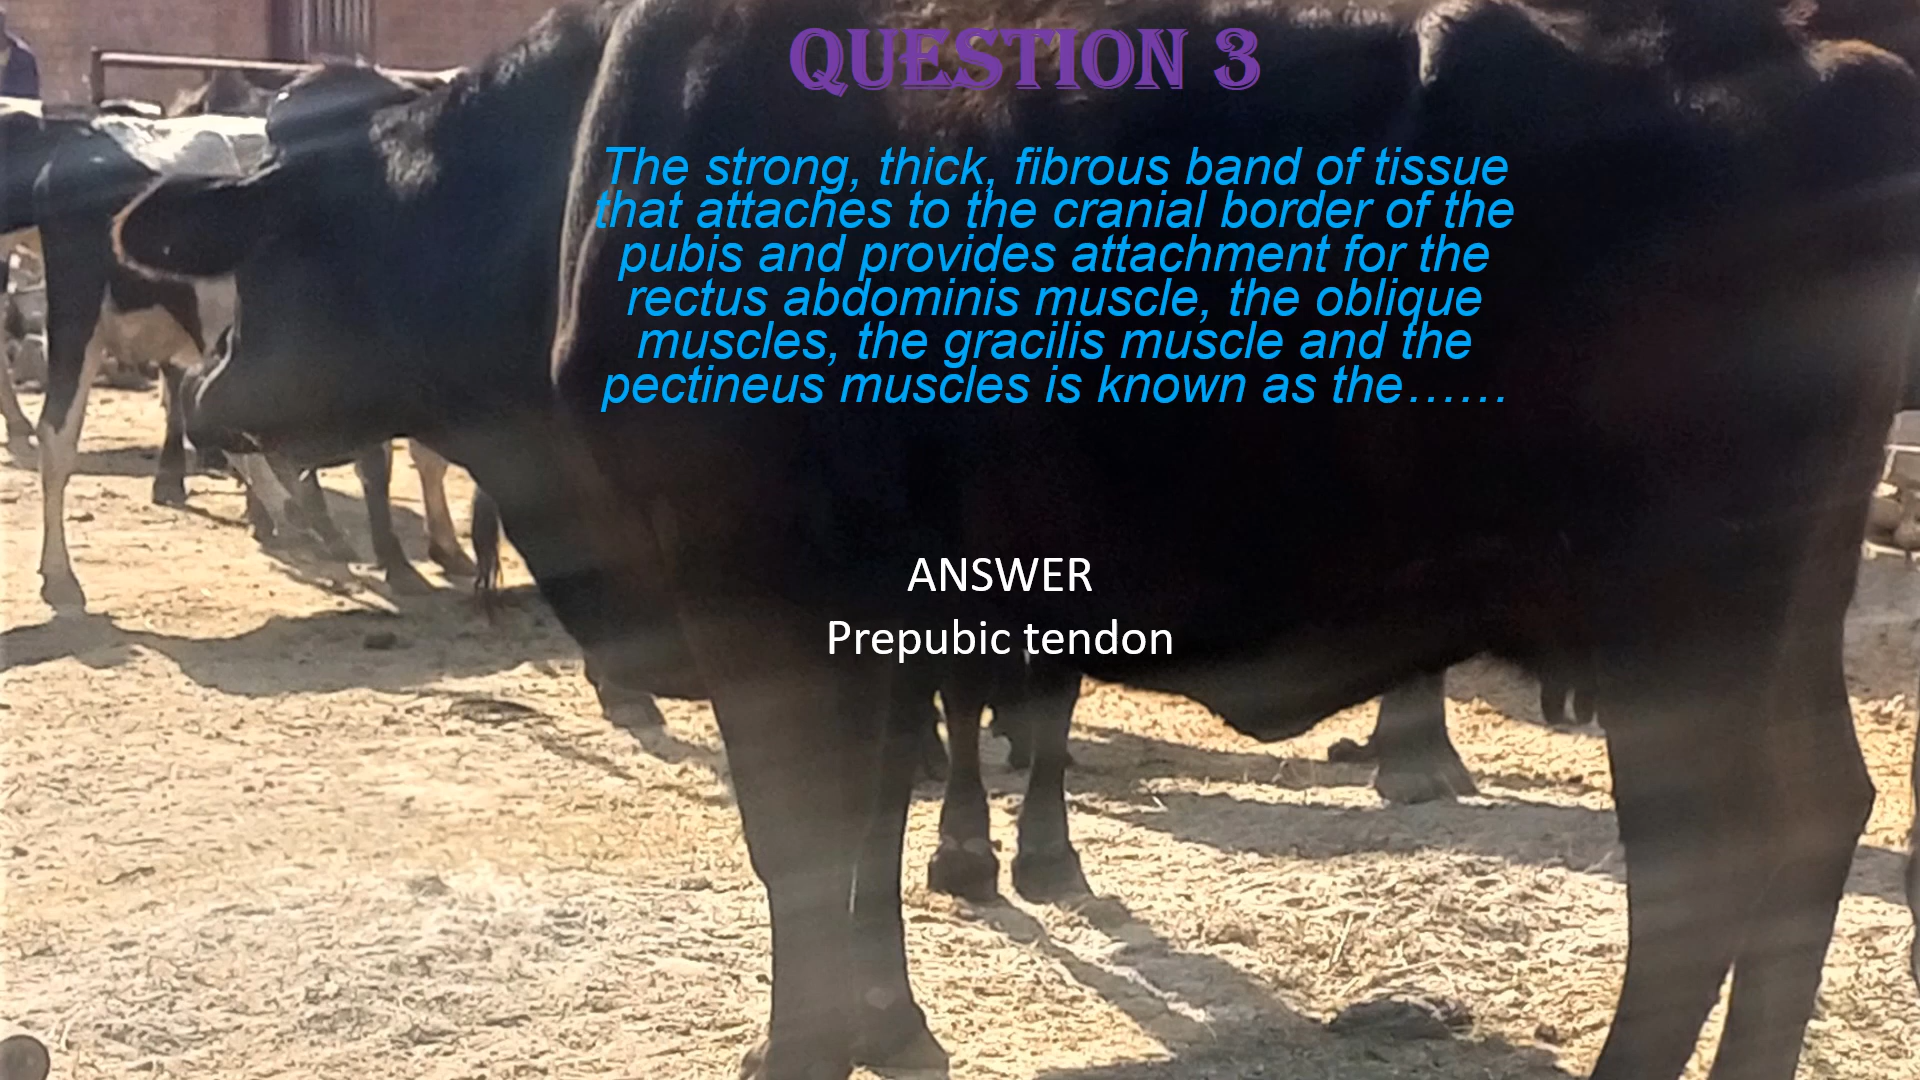 QUESTION 3
The strong, thick, fibrous band of tissue
that attaches to the cranial border of the
pubis and provides attachment for the
rectus abdominis muscle, the oblique
muscles, the gracilis muscle and the
pectineus muscles is known as the……
ANSWER
Prepubic tendon